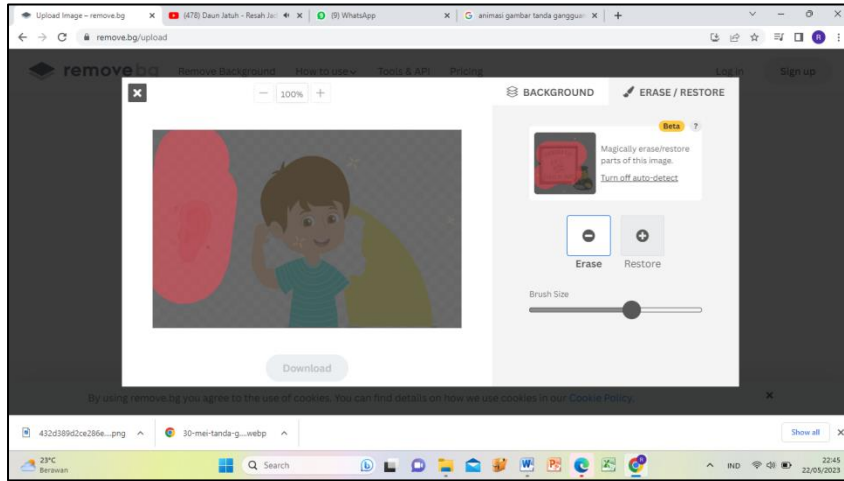 Upload Image – remove.bg
(478) Daun Jatuh - Resah Jad
(9) WhatsApp
animasi gambar tanda gangguan
remove.bg/upload
R
removebg
Remove Background
How to use
Tools & API
Pricing
Log in
Sign up
100%
BACKGROUND
ERASE / RESTORE
Beta
?
Magically erase/restore
parts of this image.
Turn off auto-detect
Erase
Restore
Brush Size
Download
By using remove.bg you agree to the use of cookies. You can find details on how we use cookies in our Cookie Policy.
432d389d2ce286e....png
30-mei-tanda-g....webp
Show all
23°C
Berawan
Search
IND
22:45
22/05/2023